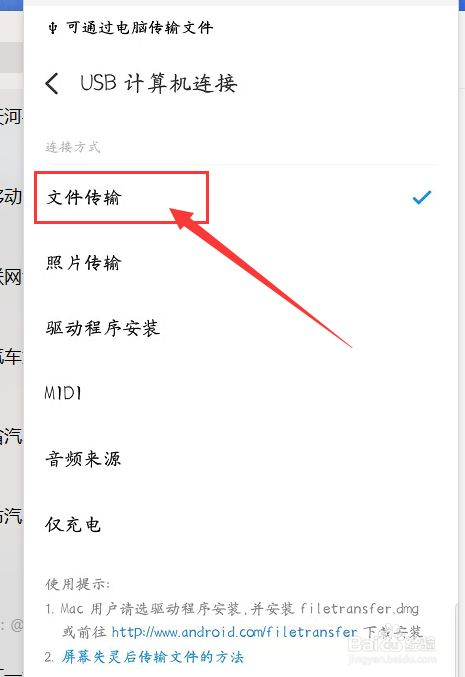 可通过电脑传输文件
USB 计算机连接
连接方式
文件传输
照片传输
驱动程序安装
MIDI
音频来源
仅充电
使用提示:
1. Mac 用户请选驱动程序安装,并安装 filetransfer.dmg
或前往 http://www.android.com/filetransfer 下载安装
2. 屏幕失灵后传输文件的方法
天河
移动
联网
汽车
省汽
方汽
: @
Baidu 经验
jingyan.baidu.com